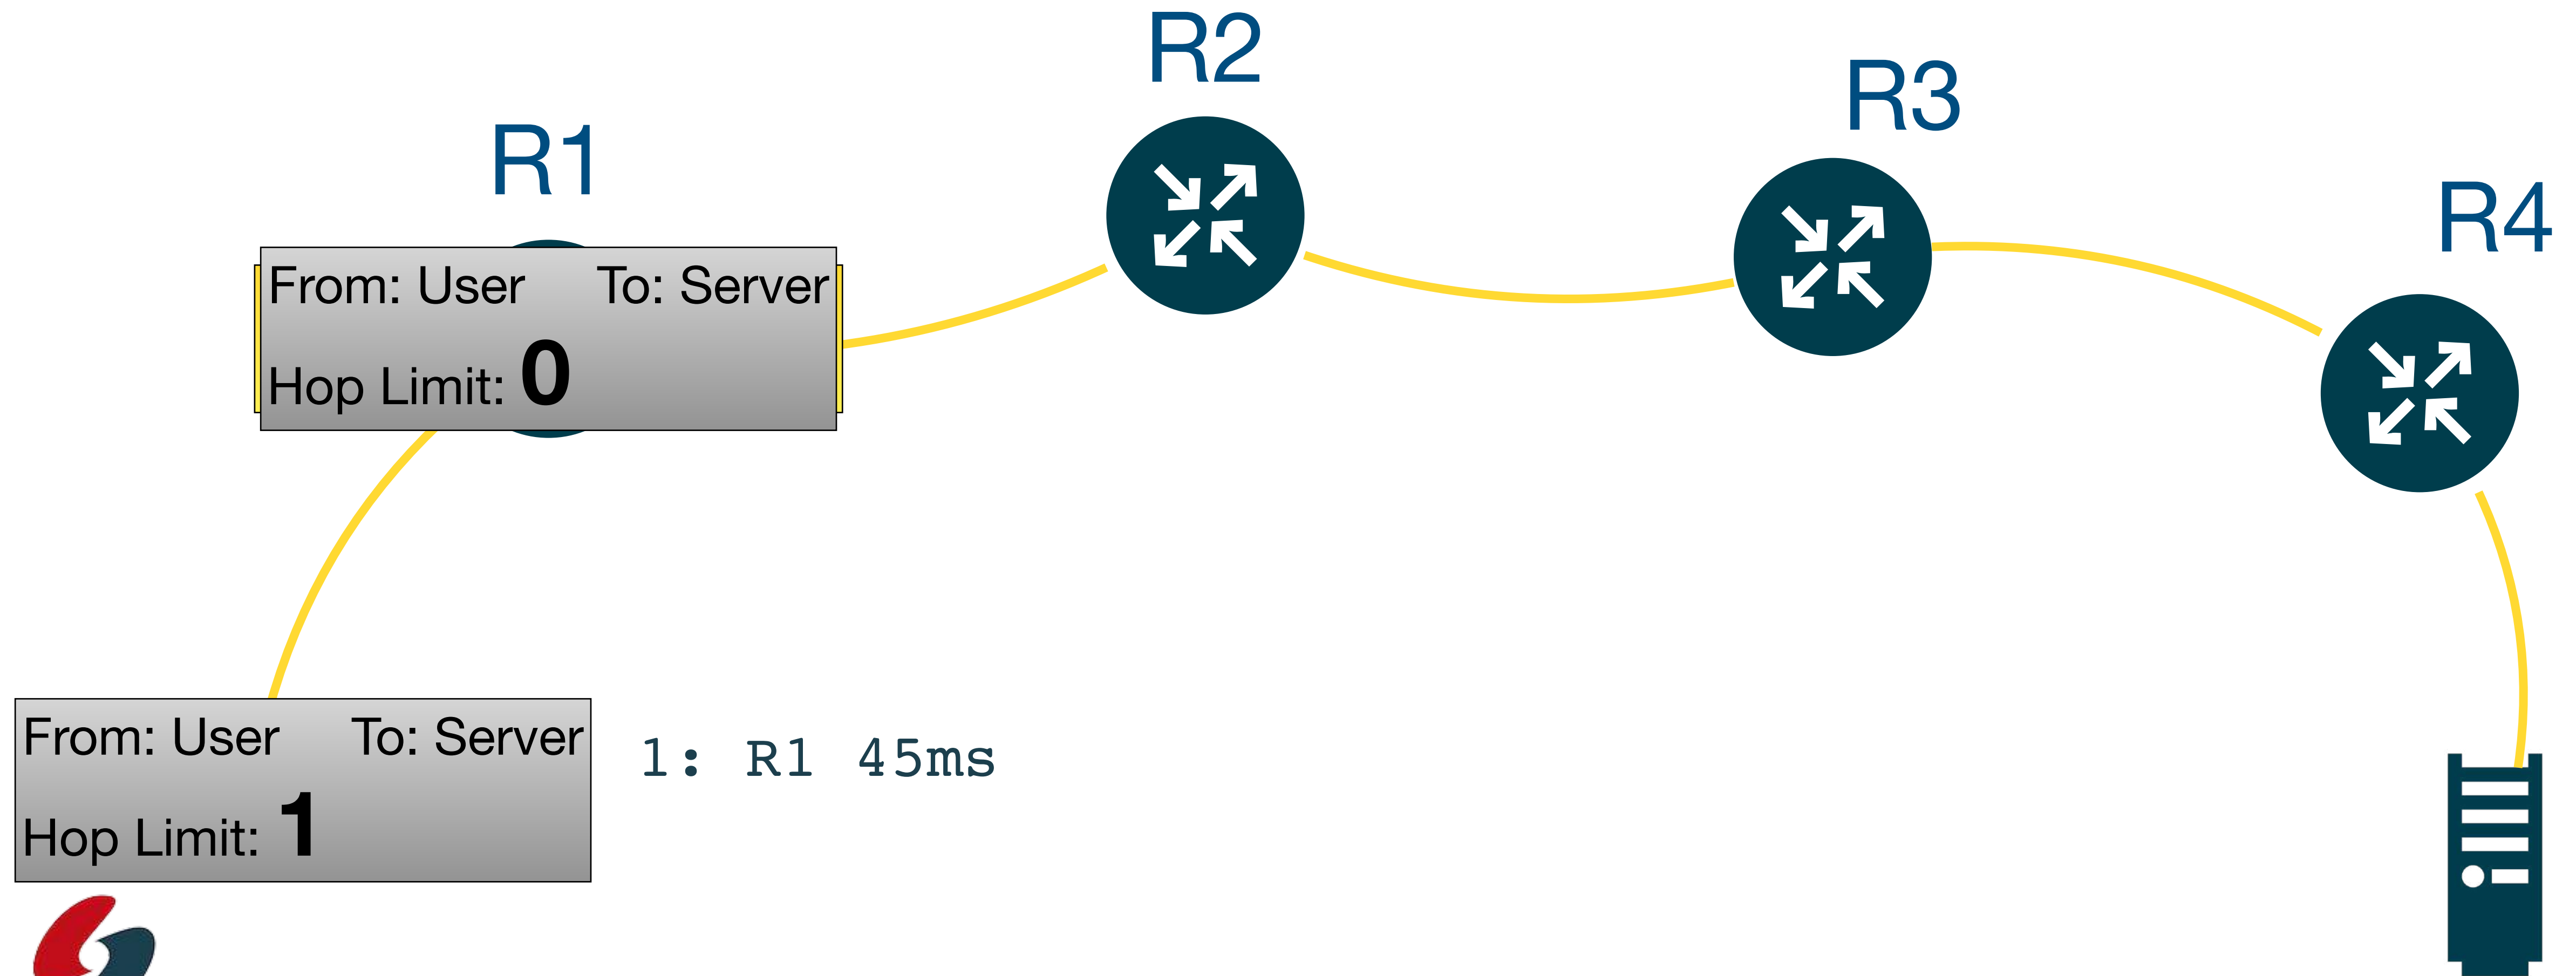 R2
R3
R1
R4
From: User To: Server
Hop Limit: 0
From: User To: Server
1: R1 45ms
Hop Limit: 1